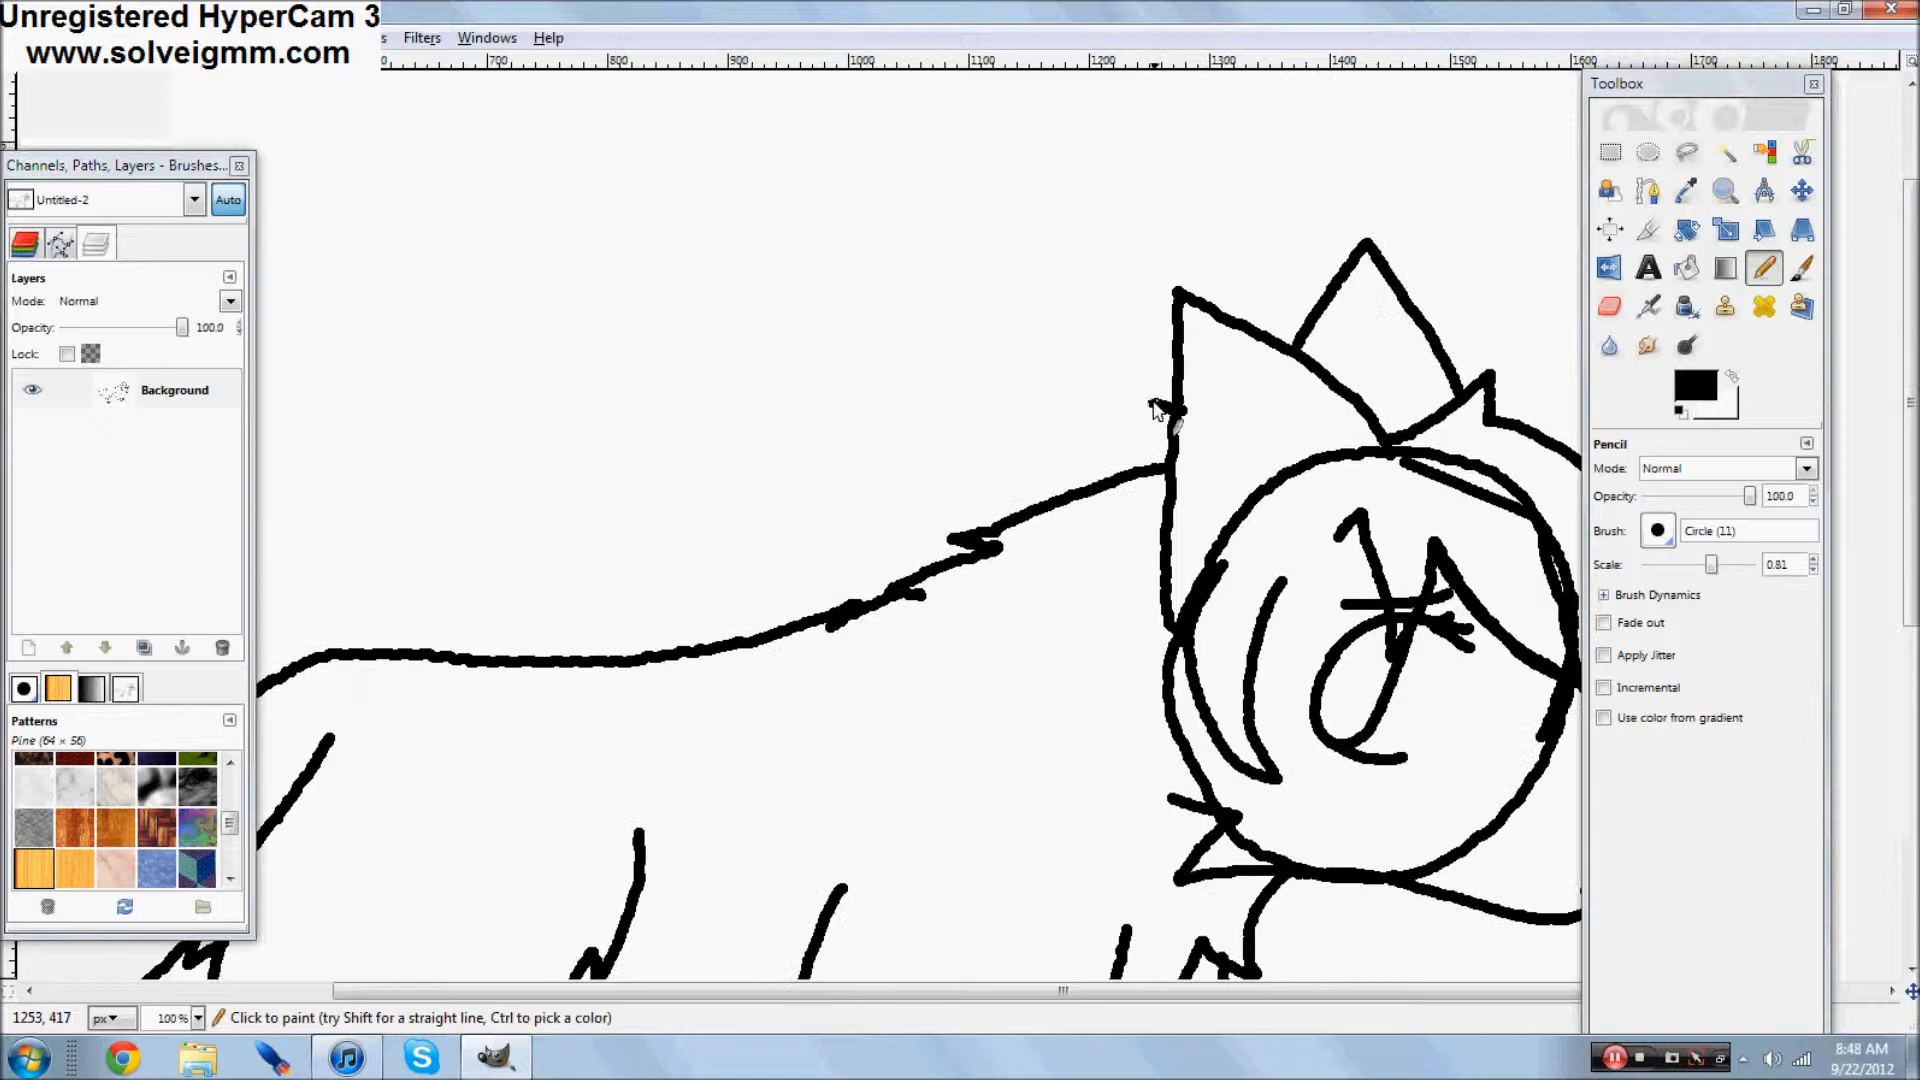 Unregistered HyperCam 3
www.solveigmm.com
s Filters Windows Help
700 800 900 1000 1100 1200 1300 1400 1500 1600 1700 1800
Toolbox
Channels, Paths, Layers - Brushes...
Untitled-2
Auto
Layers
Mode: Normal
Opacity: 100.0
Lock:
Background
Patterns
Pine (64 × 56)
Pencil
Mode: Normal
Opacity: 100.0
Brush: Circle (11)
Scale: 0.81
Brush Dynamics
Fade out
Apply Jitter
Incremental
Use color from gradient
1253, 417 px 100 % Click to paint (try Shift for a straight line, Ctrl to pick a color)
8:48 AM
9/22/2012